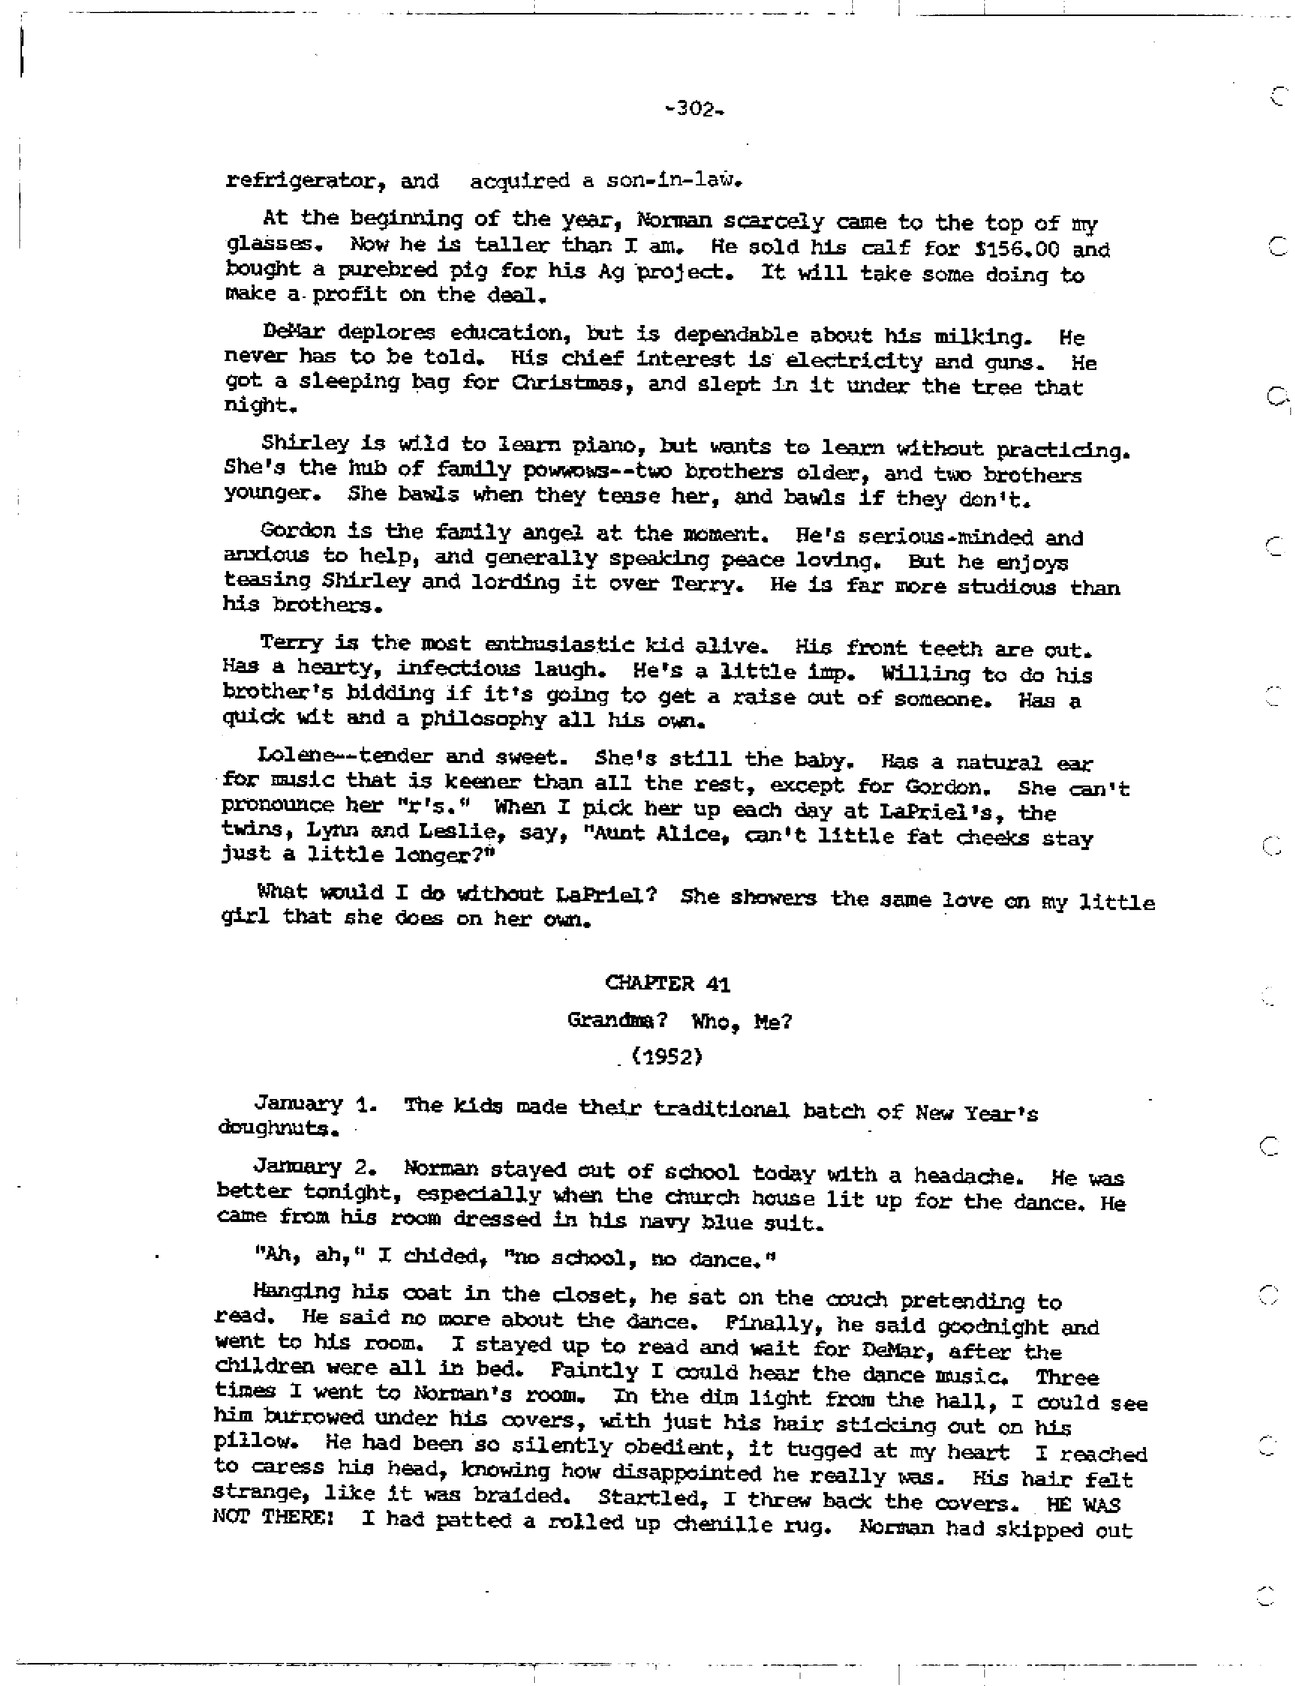 -302-
refrigerator, and acquired a son-in-law.
At the beginning of the year, Norman scarcely came to the top of my
glasses. Now he is taller than I am. He sold his calf for $156.00 and
bought a purebred pig for his Ag project. It will take some doing to
make a profit on the deal.
DeMar deplores education, but is dependable about his milking. He
never has to be told. His chief interest is electricity and guns. He
got a sleeping bag for Christmas, and slept in it under the tree that
night.
Shirley is wild to learn piano, but wants to learn without practicing.
She's the hub of family powwows--two brothers older, and two brothers
younger. She bawls when they tease her, and bawls if they don't.
Gordon is the family angel at the moment. He's serious-minded and
anxious to help, and generally speaking peace loving. But he enjoys
teasing Shirley and lording it over Terry. He is far more studious than
his brothers.
Terry is the most enthusiastic kid alive. His front teeth are out.
Has a hearty, infectious laugh. He's a little imp. Willing to do his
brother's bidding if it's going to get a raise out of someone. Has a
quick wit and a philosophy all his own.
Lolene--tender and sweet. She's still the baby. Has a natural ear
for music that is keener than all the rest, except for Gordon. She can't
pronounce her "r's." When I pick her up each day at LaPriel's, the
twins, Lynn and Leslie, say, "Aunt Alice, can't little fat cheeks stay
just a little longer?"
What would I do without LaPriel? She showers the same love on my little
girl that she does on her own.
CHAPTER 41
Grandma? Who, Me?
(1952)
January 1. The kids made their traditional batch of New Year's
doughnuts.
January 2. Norman stayed out of school today with a headache. He was
better tonight, especially when the church house lit up for the dance. He
came from his room dressed in his navy blue suit.
"Ah, ah," I chided, "no school, no dance."
Hanging his coat in the closet, he sat on the couch pretending to
read. He said no more about the dance. Finally, he said goodnight and
went to his room. I stayed up to read and wait for DeMar, after the
children were all in bed. Faintly I could hear the dance music. Three
times I went to Norman's room. In the dim light from the hall, I could see
him burrowed under his covers, with just his hair sticking out on his
pillow. He had been so silently obedient, it tugged at my heart I reached
to caress his head, knowing how disappointed he really was. His hair felt
strange, like it was braided. Startled, I threw back the covers. HE WAS
NOT THERE! I had patted a rolled up chenille rug. Norman had skipped out